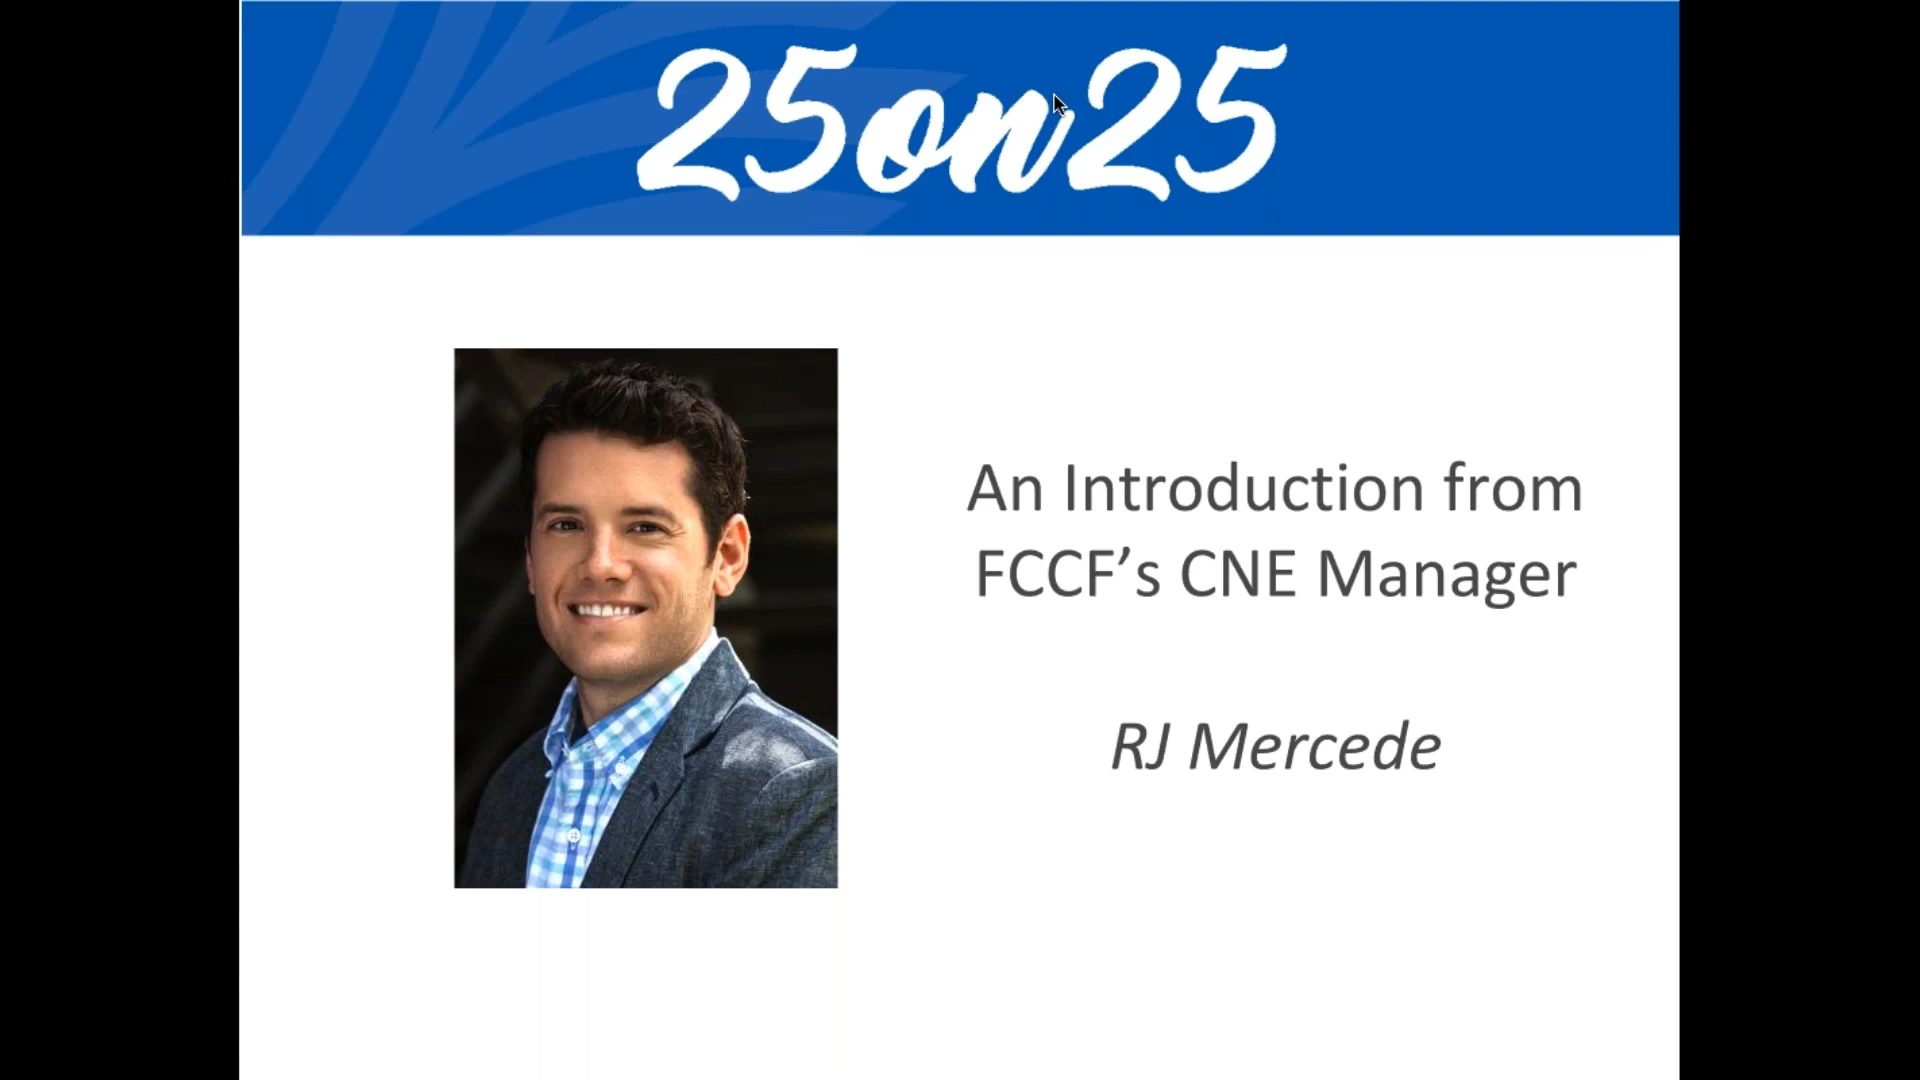 25on25
An Introduction from
FCCF’s CNE Manager
RJ Mercede